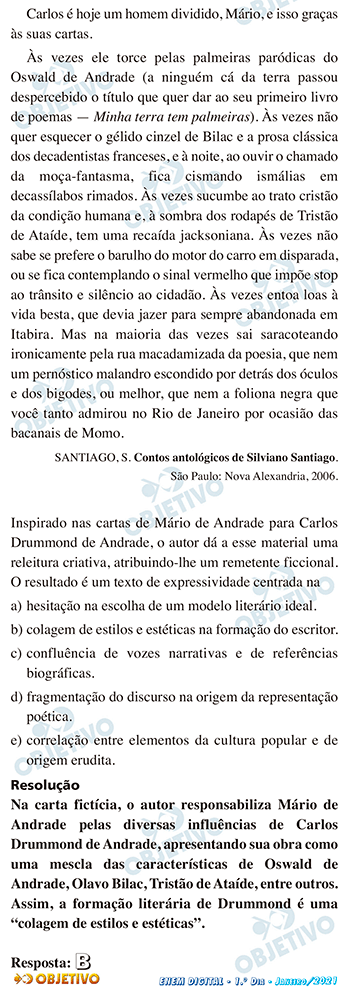 Carlos é hoje um homem dividido, Mário, e isso graças
às suas cartas.
Às vezes ele torce pelas palmeiras paródicas do
Oswald de Andrade (a ninguém cá da terra passou
despercebido o título que quer dar ao seu primeiro livro
de poemas — Minha terra tem palmeiras). Às vezes não
quer esquecer o gélido cinzel de Bilac e a prosa clássica
dos decadentistas franceses, e à noite, ao ouvir o chamado
da moça-fantasma, fica cismando ismálias em
decassílabos rimados. Às vezes sucumbe ao trato cristão
da condição humana e, à sombra dos rodapés de Tristão
de Ataíde, tem uma recaída jacksoniana. Às vezes não
sabe se prefere o barulho do motor do carro em disparada,
ou se fica contemplando o sinal vermelho que impõe stop
ao trânsito e silêncio ao cidadão. Às vezes entoa loas à
vida besta, que devia jazer para sempre abandonada em
Itabira. Mas na maioria das vezes sai saracoteando
ironicamente pela rua macadamizada da poesia, que nem
um pernóstico malandro escondido por detrás dos óculos
e dos bigodes, ou melhor, que nem a foliona negra que
você tanto admirou no Rio de Janeiro por ocasião das
bacanais de Momo.
SANTIAGO, S. Contos antológicos de Silviano Santiago.
São Paulo: Nova Alexandria, 2006.
Inspirado nas cartas de Mário de Andrade para Carlos
Drummond de Andrade, o autor dá a esse material uma
releitura criativa, atribuindo-lhe um remetente ficcional.
O resultado é um texto de expressividade centrada na
a) hesitação na escolha de um modelo literário ideal.
b) colagem de estilos e estéticas na formação do escritor.
c) confluência de vozes narrativas e de referências
biográficas.
d) fragmentação do discurso na origem da representação
poética.
e) correlação entre elementos da cultura popular e de
origem erudita.
Resolução
Na carta fictícia, o autor responsabiliza Mário de
Andrade pelas diversas influências de Carlos
Drummond de Andrade, apresentando sua obra como
uma mescla das características de Oswald de
Andrade, Olavo Bilac, Tristão de Ataíde, entre outros.
Assim, a formação literária de Drummond é uma
“colagem de estilos e estéticas”.
Resposta: B
OBJETIVO
ENEM DIGITAL - 1.º DIA - JANEIRO/2021